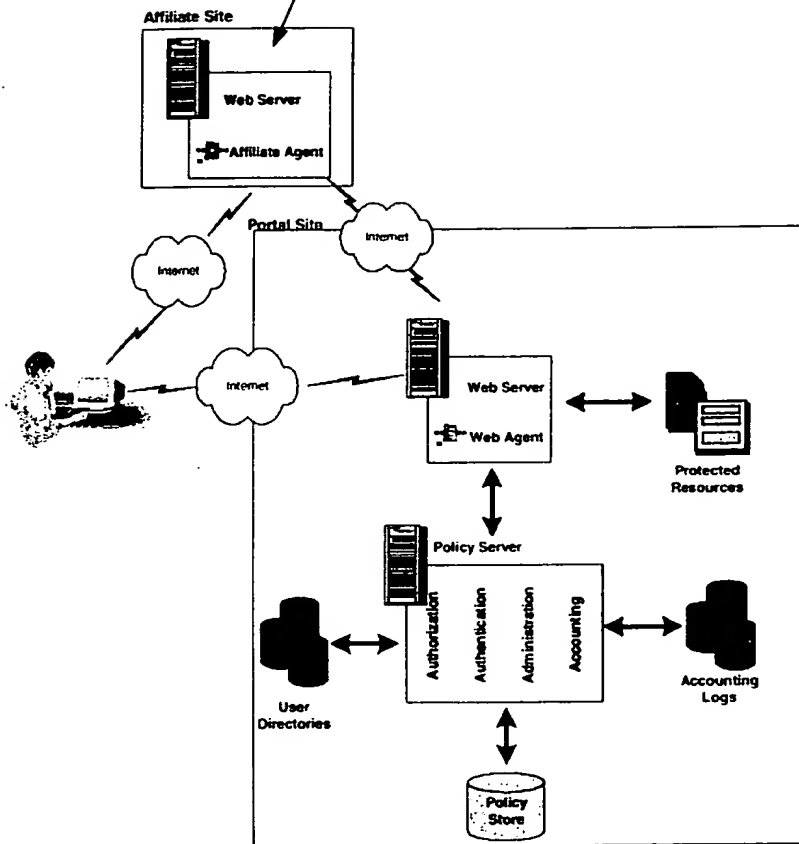 Affiliate Site
Web Server
Affiliate Agent
Portal Site
Internet
Internet
Internet
Web Server
Web Agent
Protected
Resources
Policy Server
Authorization
Authentication
Administration
Accounting
User
Directories
Accounting
Logs
Policy
Store